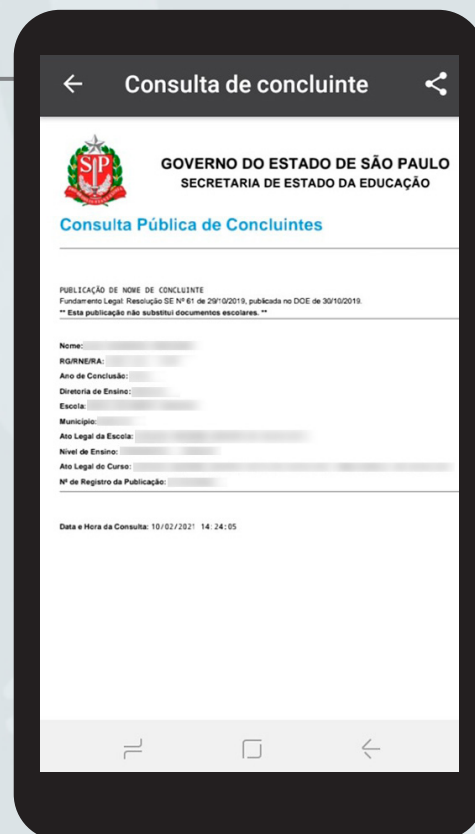 Consulta de concluinte
SP
GOVERNO DO ESTADO DE SÃO PAULO
SECRETARIA DE ESTADO DA EDUCAÇÃO
Consulta Pública de Concluintes
PUBLICAÇÃO DE NOME DE CONCLUINTE
Fundamento Legal: Resolução SE Nº 61 de 29/10/2019, publicada no DOE de 30/10/2019.
** Esta publicação não substitui documentos escolares. **
Nome:
RG/RNE/RA:
Ano de Conclusão:
Diretoria de Ensino:
Escola:
Município:
Ato Legal da Escola:
Nível de Ensino:
Ato Legal do Curso:
Nº de Registro da Publicação:
Data e Hora da Consulta: 10/02/2021 14:24:05